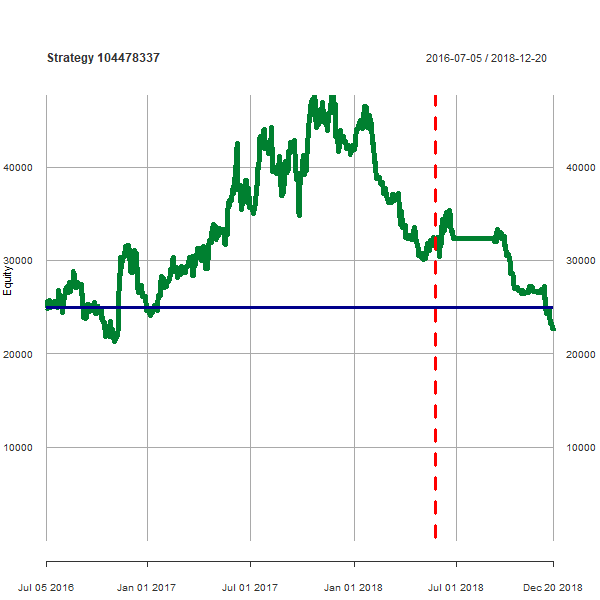 Strategy 104478337
2016-07-05 / 2018-12-20
40000
40000
30000
30000
Equity
20000
20000
10000
10000
Jul 05 2016
Jan 01 2017
Jul 01 2017
Jan 01 2018
Jul 01 2018
Dec 20 2018